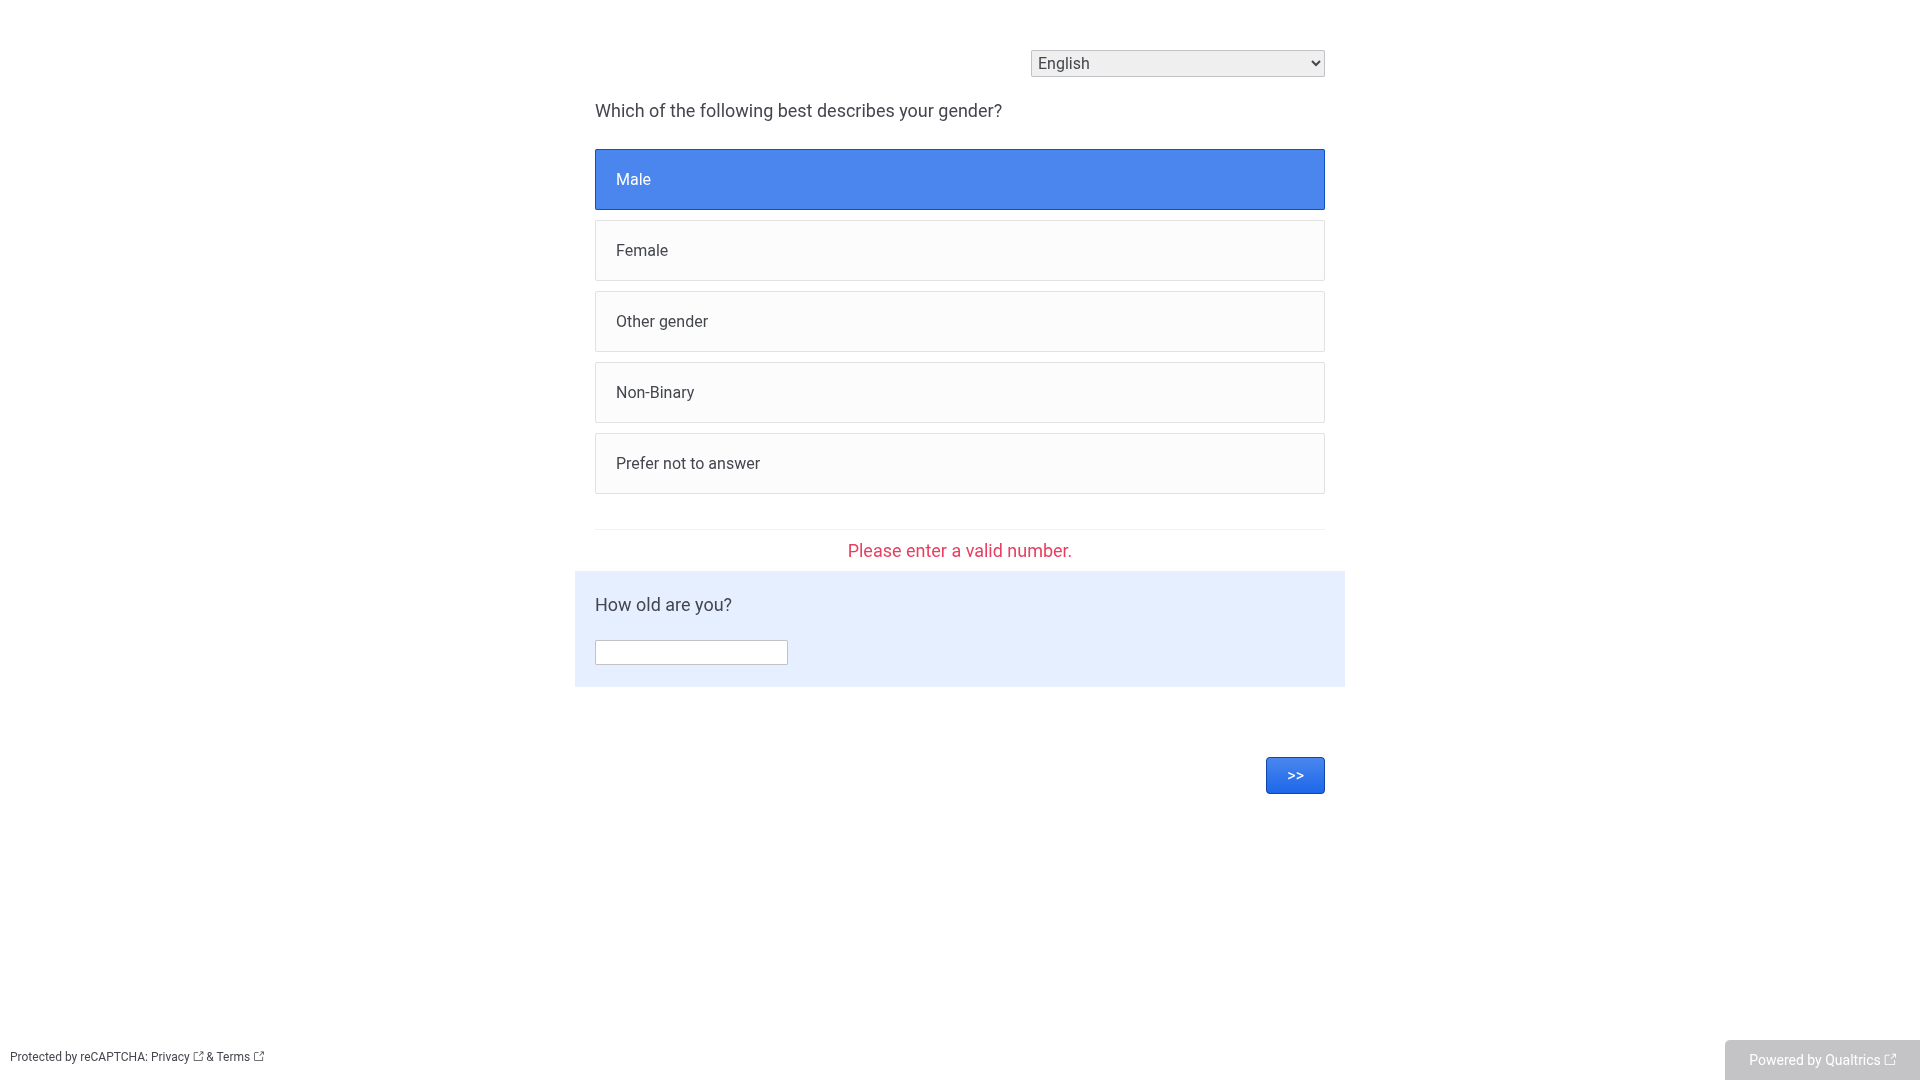 English
Which of the following best describes your gender?
Male
Female
Other gender
Non-Binary
Prefer not to answer
Please enter a valid number.
How old are you?
>>
Protected by reCAPTCHA: Privacy & Terms
Powered by Qualtrics